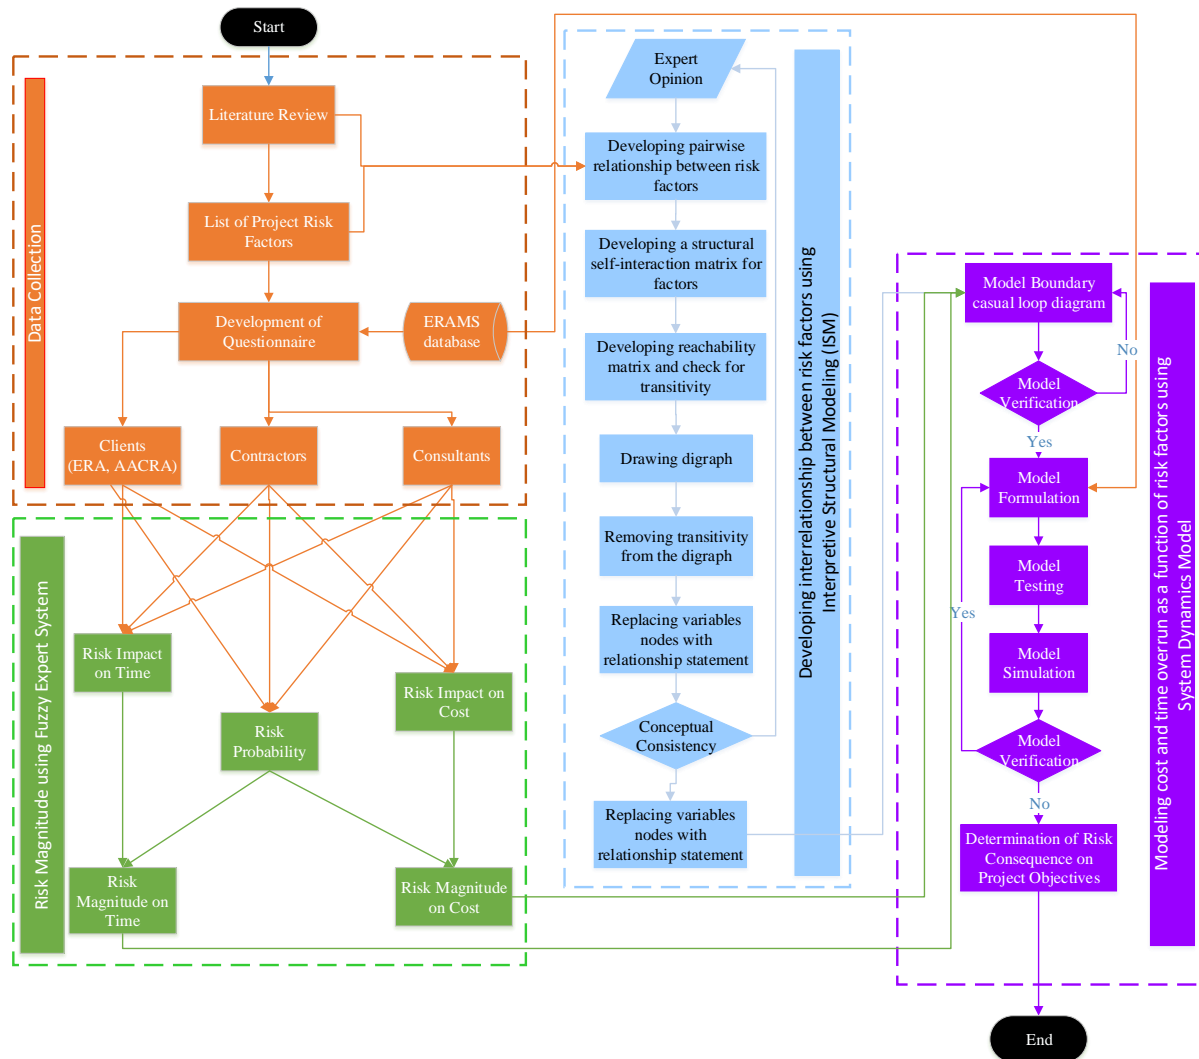 Start
Data Collection
Literature Review
List of Project Risk
Factors
Development of
Questionnaire
ERAMS
database
Clients
(ERA, AACRA)
Contractors
Consultants
Risk Magnitude using Fuzzy Expert System
Risk Impact
on Time
Risk
Probability
Risk Impact on
Cost
Risk
Magnitude on
Time
Risk Magnitude
on Cost
Expert
Opinion
Developing pairwise
relationship between risk
factors
Developing a structural
self-interaction matrix for
factors
Developing reachability
matrix and check for
transitivity
Drawing digraph
Removing transitivity
from the digraph
Replacing variables
nodes with
relationship statement
Conceptual
Consistency
Replacing variables
nodes with
relationship statement
Developing interrelationship between risk factors using
Interpretive Structural Modeling (ISM)
Model Boundary
casual loop diagram
No
Model
Verification
Yes
Model
Formulation
Model
Testing
Yes
Model
Simulation
Model
Verification
No
Determination of Risk
Consequence on
Project Objectives
Modeling cost and time overrun as a function of risk factors using
System Dynamics Model
End